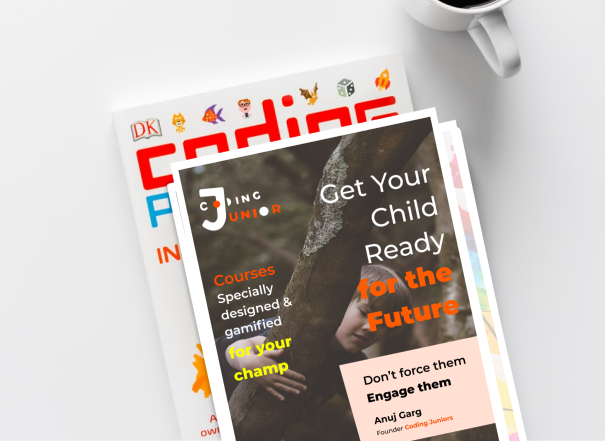 DK
coding
CODING
JUNIOR
Get Your
Child
Ready
for the
Future
Courses
Specially
designed &
gamified
for your
champ
Don't force them
Engage them
Anuj Garg
Founder Coding Juniors